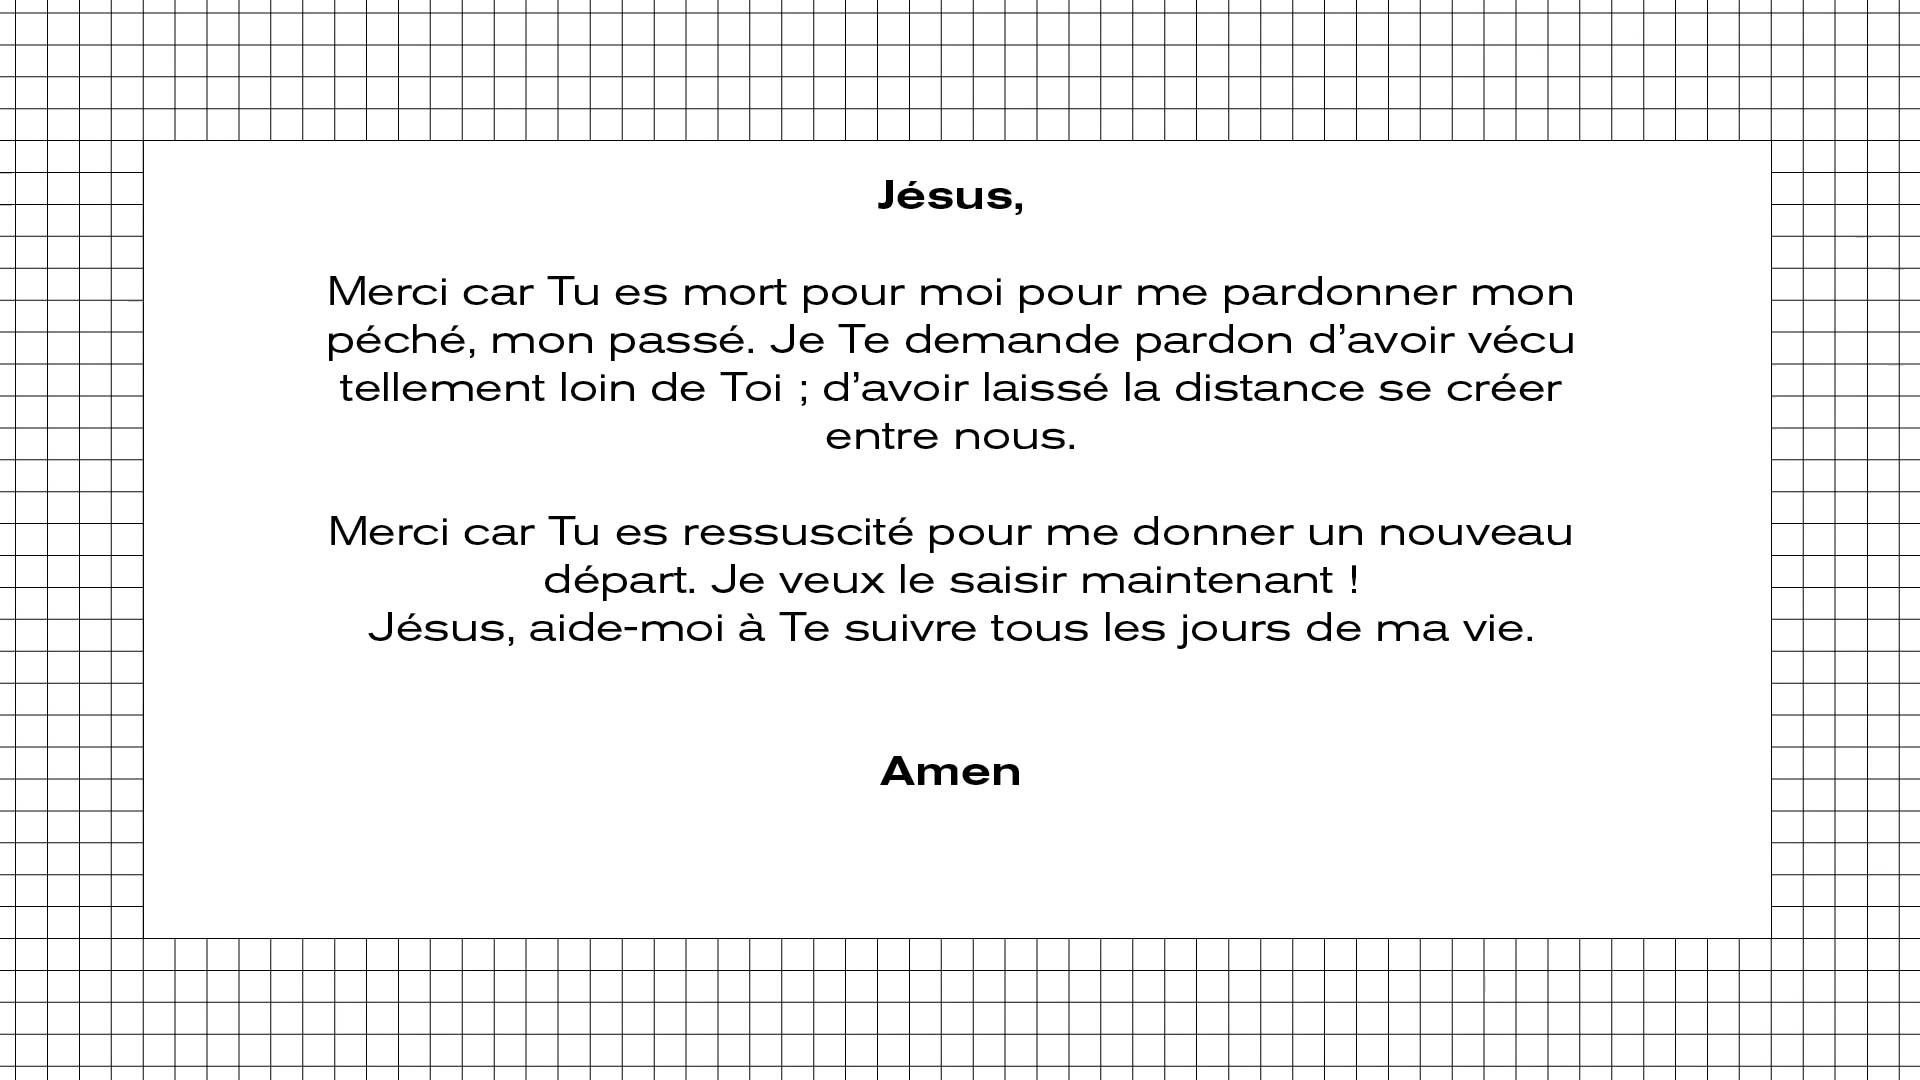 Jésus,
Merci car Tu es mort pour moi pour me pardonner mon
péché, mon passé. Je Te demande pardon d’avoir vécu
tellement loin de Toi ; d’avoir laissé la distance se créer
entre nous.
Merci car Tu es ressuscité pour me donner un nouveau
départ. Je veux le saisir maintenant !
Jésus, aide-moi à Te suivre tous les jours de ma vie.
Amen